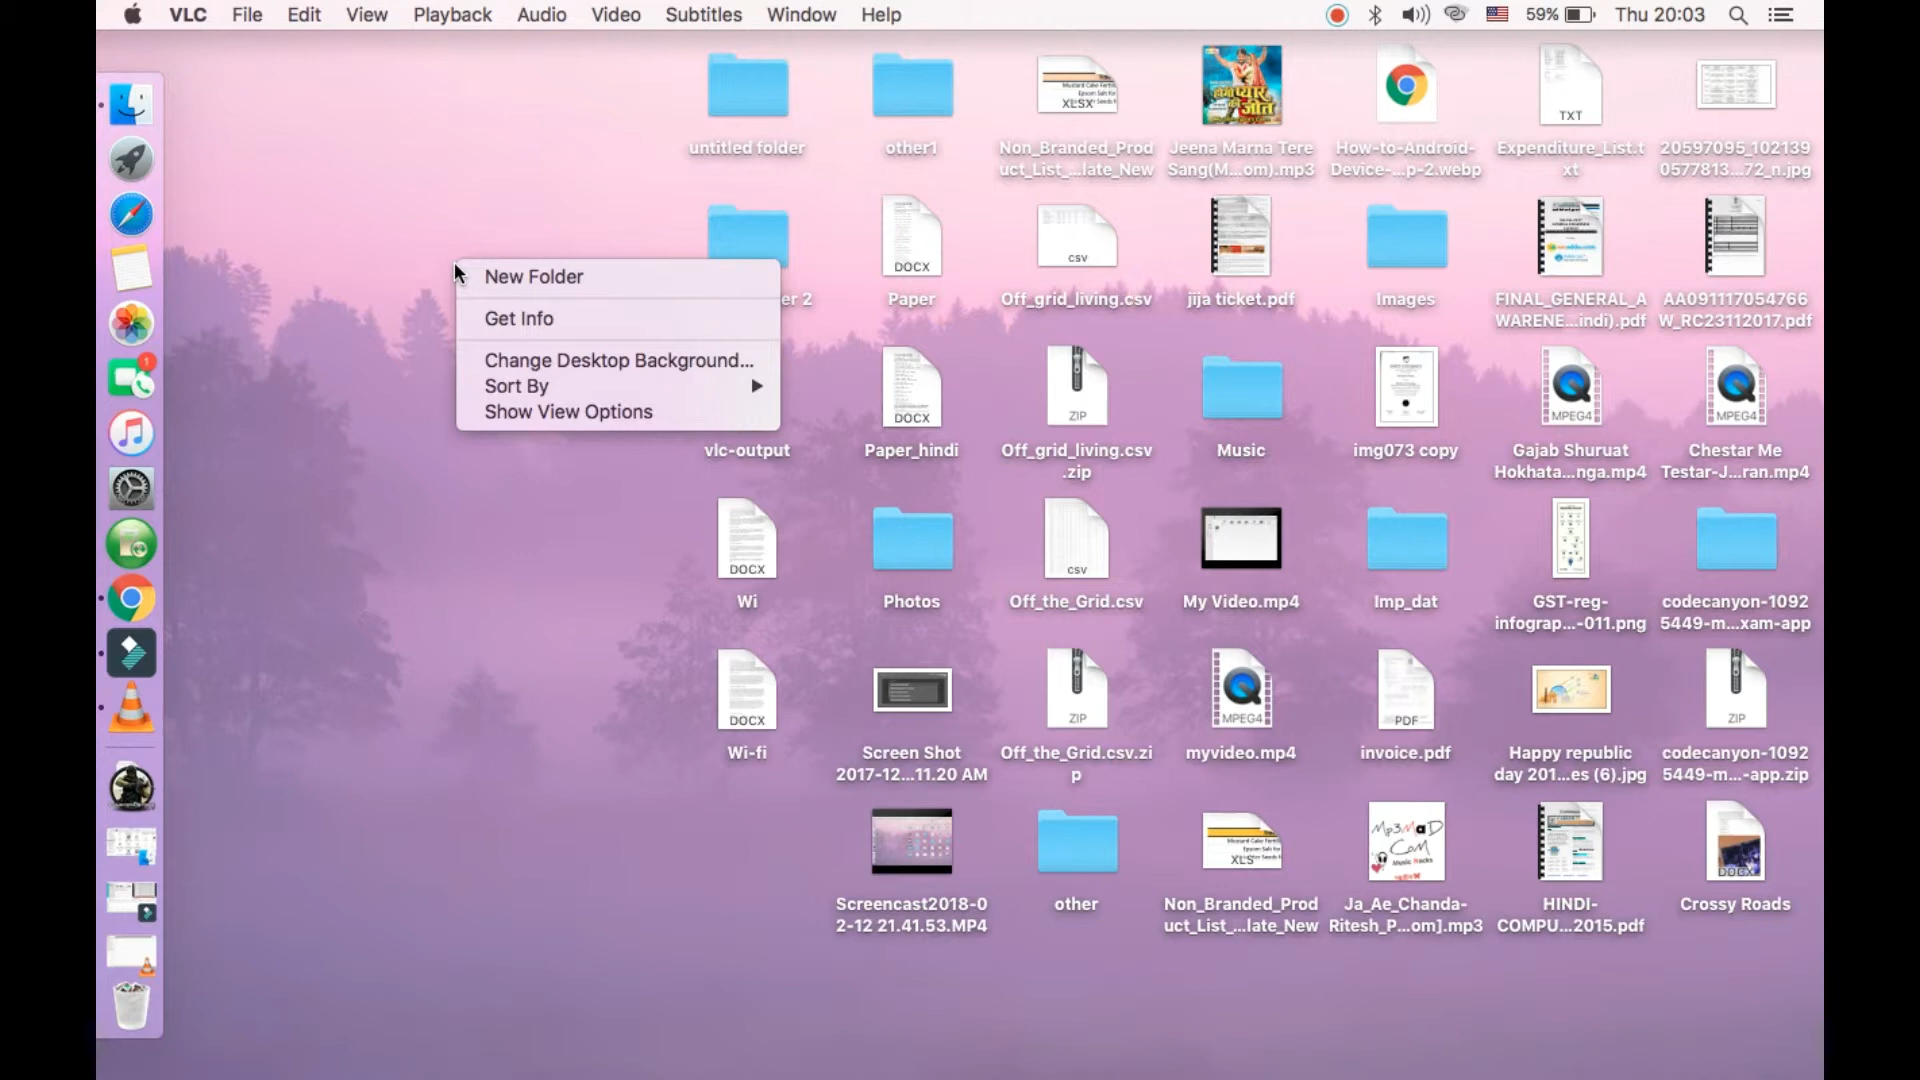 VLC File Edit View Playback Audio Video Subtitles Window Help
59% Thu 20:03
untitled folder
other1
XLSX
Non_Branded_Prod
uct_List_...late_New
होगी प्यार
की जीत
Jeena Marna Tere
Sang(M...om).mp3
How-to-Android-
Device-...p-2.webp
TXT
Expenditure_List.t
xt
20597095_102139
0577813...72_n.jpg
er 2
DOCX
Paper
CSV
Off_grid_living.csv
jija ticket.pdf
Images
FINAL_GENERAL_A
WARENE...indi).pdf
AA091117054766
W_RC23112017.pdf
New Folder
Get Info
Change Desktop Background...
Sort By
Show View Options
vlc-output
DOCX
Paper_hindi
ZIP
Off_grid_living.csv
.zip
Music
img073 copy
MPEG4
Gajab Shuruat
Hokhata...nga.mp4
MPEG4
Chestar Me
Testar-J...ran.mp4
DOCX
Wi
Photos
CSV
Off_the_Grid.csv
My Video.mp4
Imp_dat
GST-reg-
infograp...-011.png
codecanyon-1092
5449-m...xam-app
DOCX
Wi-fi
Screen Shot
2017-12...11.20 AM
ZIP
Off_the_Grid.csv.zi
p
MPEG4
myvideo.mp4
PDF
invoice.pdf
Happy republic
day 201...es (6).jpg
ZIP
codecanyon-1092
5449-m...-app.zip
Screencast2018-0
2-12 21.41.53.MP4
other
XLS
Non_Branded_Prod
uct_List_...late_New
Mp3MaD
Com
Music Rocks
Ja_Ae_Chanda-
Ritesh_P...om].mp3
HINDI-
COMPU...2015.pdf
DOCX
Crossy Roads
1